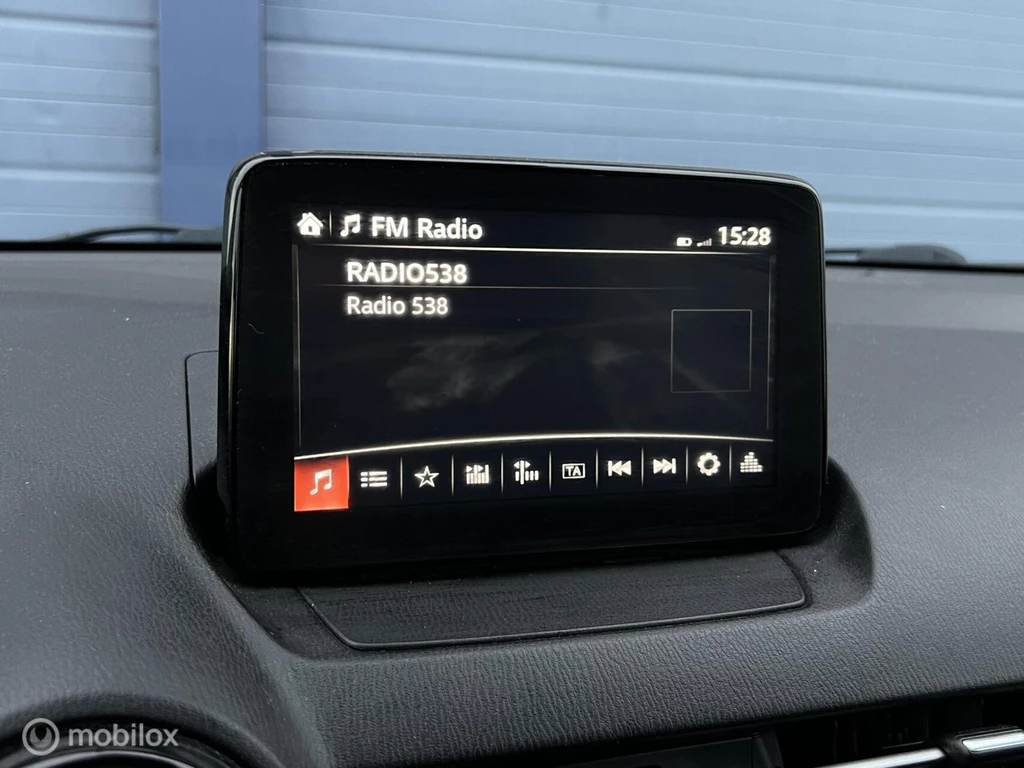 FM Radio
15:28
RADIO538
Radio 538
TA
mobilox